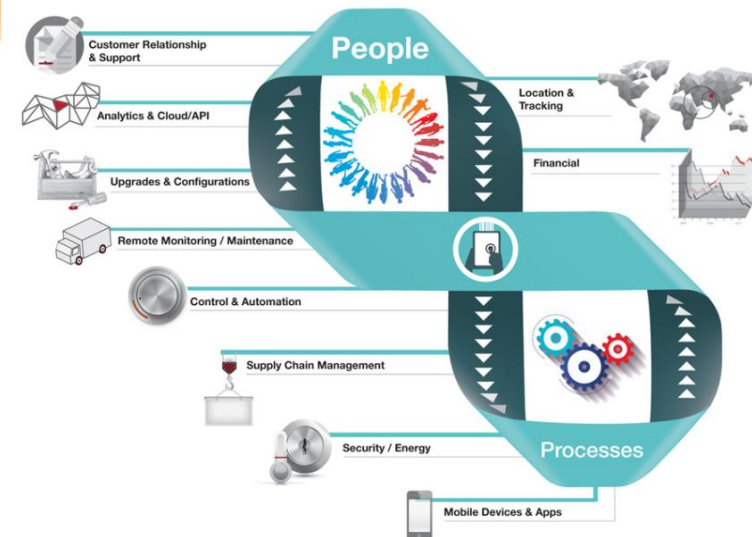 People
Customer Relationship
& Support
Location &
Tracking
Analytics & Cloud/API
Financial
Upgrades & Configurations
Remote Monitoring / Maintenance
Control & Automation
Supply Chain Management
Security / Energy
Processes
Mobile Devices & Apps